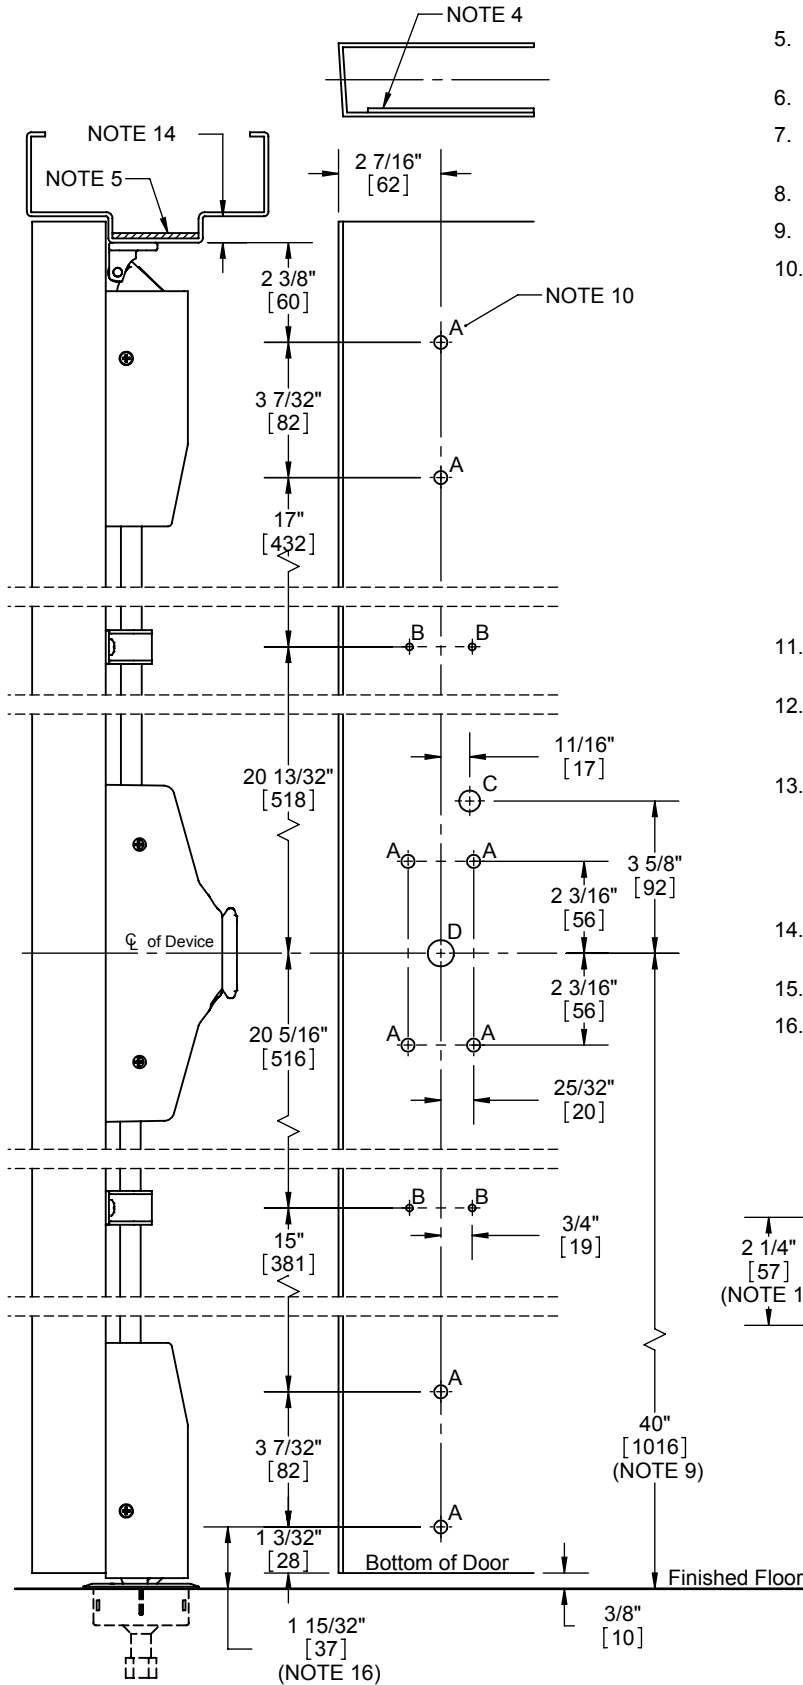 NOTE 4
5.
6.
NOTE 14
7.
2 7/16"
[62]
NOTE 5
8.
9.
10.
2 3/8"
[60]
NOTE 10
A
3 7/32"
[82]
A
17"
[432]
B B
11.
12.
11/16"
[17]
20 13/32"
[518]
C
13.
A A
3 5/8"
[92]
2 3/16"
[56]
D
℄ of Device
14.
2 3/16"
[56]
15.
20 5/16"
[516]
A A
16.
25/32"
[20]
B B
3/4"
[19]
15"
[381]
2 1/4"
[57]
(NOTE 1
A
40"
[1016]
(NOTE 9)
3 7/32"
[82]
A
1 3/32"
[28]
Bottom of Door
Finished Floor
1 15/32"
[37]
(NOTE 16)
3/8"
[10]